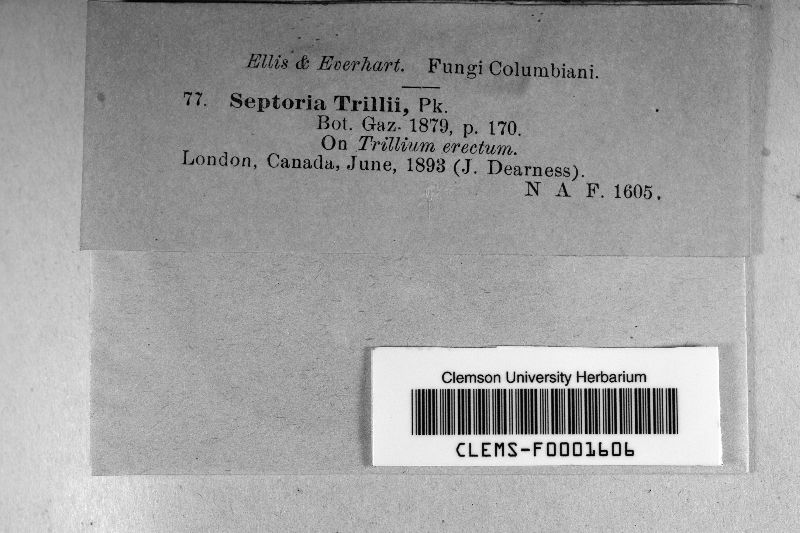 Ellis & Everhart. Fungi Columbiani.
77. Septoria Trillii, Pk.
Bot. Gaz. 1879, p. 170.
On Trillium erectum.
London, Canada, June, 1893 (J. Dearness).
N A F. 1605.
Clemson University Herbarium
CLEMS-F0001606